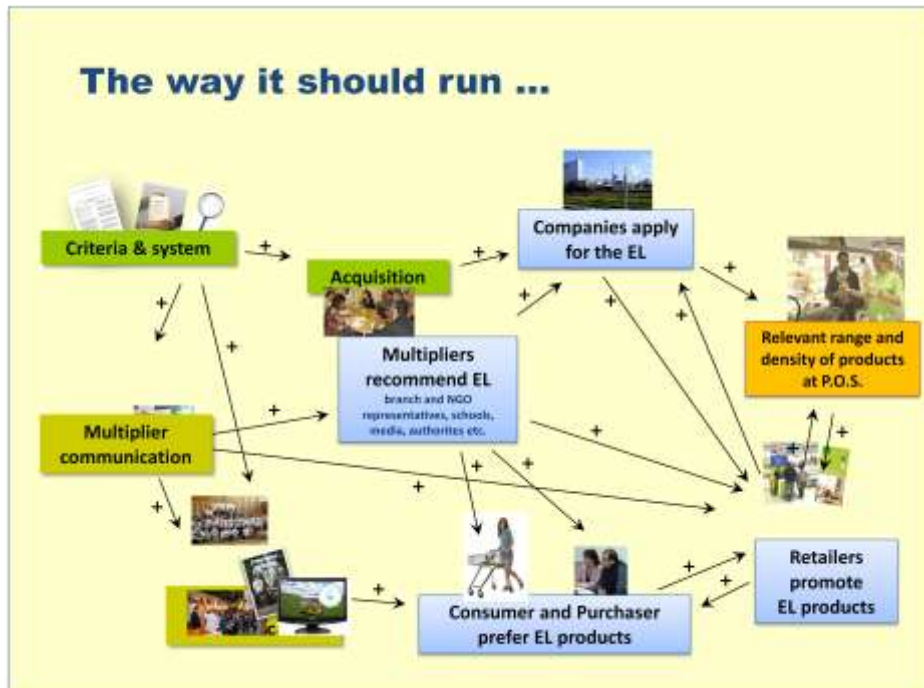 The way it should run ...
Criteria & system
+
Acquisition
+
Companies apply
for the EL
+
+
+
+
+
+
Multipliers
recommend EL
branch and NGO
representatives, schools,
media, authorites etc.
Relevant range and
density of products
at P.O.S.
+
Multiplier
communication
+
+
+
+
+
+
+
+
Retailers
promote
EL products
+
+
+
Consumer and Purchaser
prefer EL products